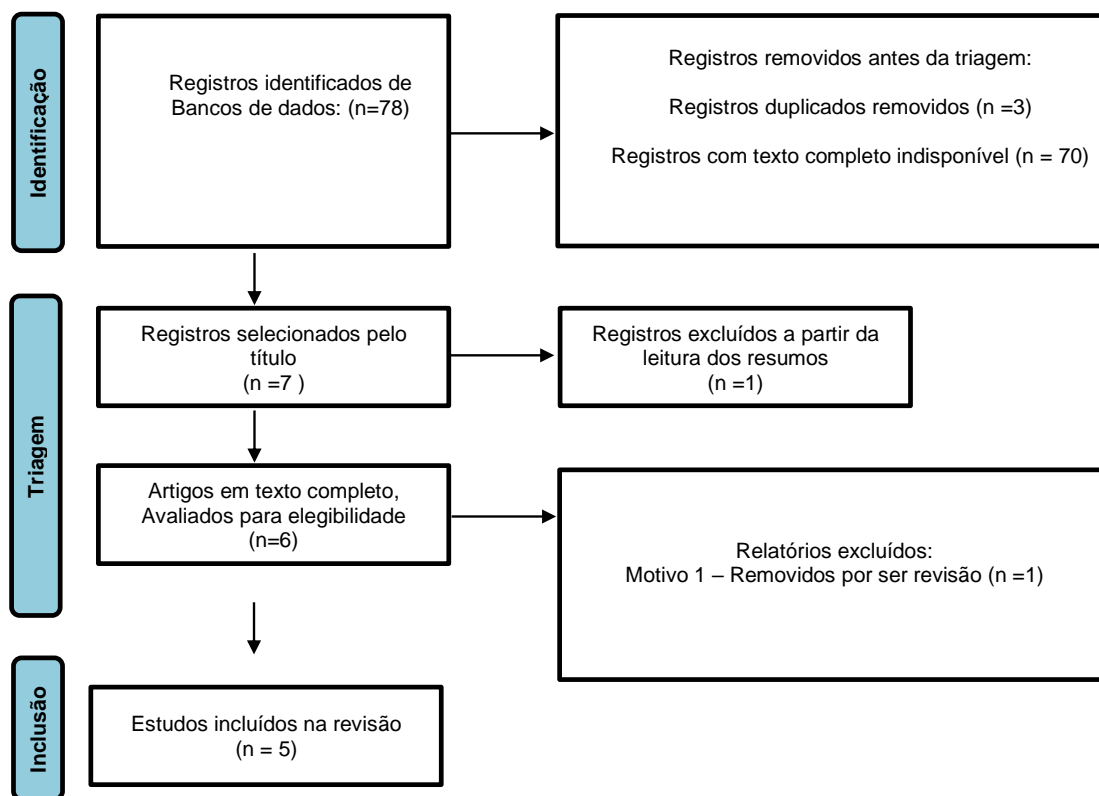 Identificação
Registros identificados de
Bancos de dados: (n=78)
Registros removidos antes da triagem:
Registros duplicados removidos (n =3)
Registros com texto completo indisponível (n = 70)
Triagem
Registros selecionados pelo
título
(n =7 )
Registros excluídos a partir da
leitura dos resumos
(n =1)
Artigos em texto completo,
Avaliados para elegibilidade
(n=6)
Relatórios excluídos:
Motivo 1 – Removidos por ser revisão (n =1)
Inclusão
Estudos incluídos na revisão
(n = 5)